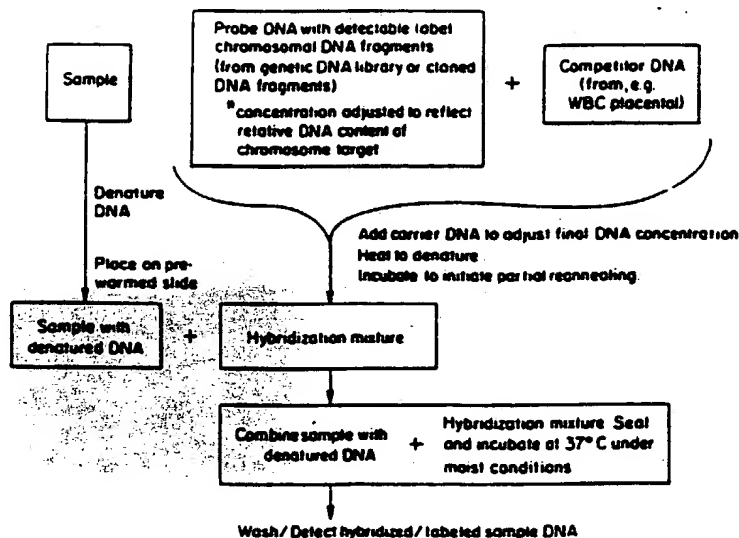 Sample
Probe DNA with detectable label
chromosomal DNA fragments
(from genetic DNA library or cloned
DNA fragments)
*concentration adjusted to reflect
relative DNA content of
chromosome target
+
Competitor DNA
(from, e.g.
WBC placental)
Denature
DNA
Place on pre-
warmed slide
Add carrier DNA to adjust final DNA concentration
Heat to denature
Incubate to initiate partial reannealing.
Sample with
denatured DNA
+
Hybridization mixture
Combine sample with
denatured DNA
+
Hybridization mixture Seal
and incubate at 37°C under
moist conditions
Wash/Detect hybridized/labeled sample DNA